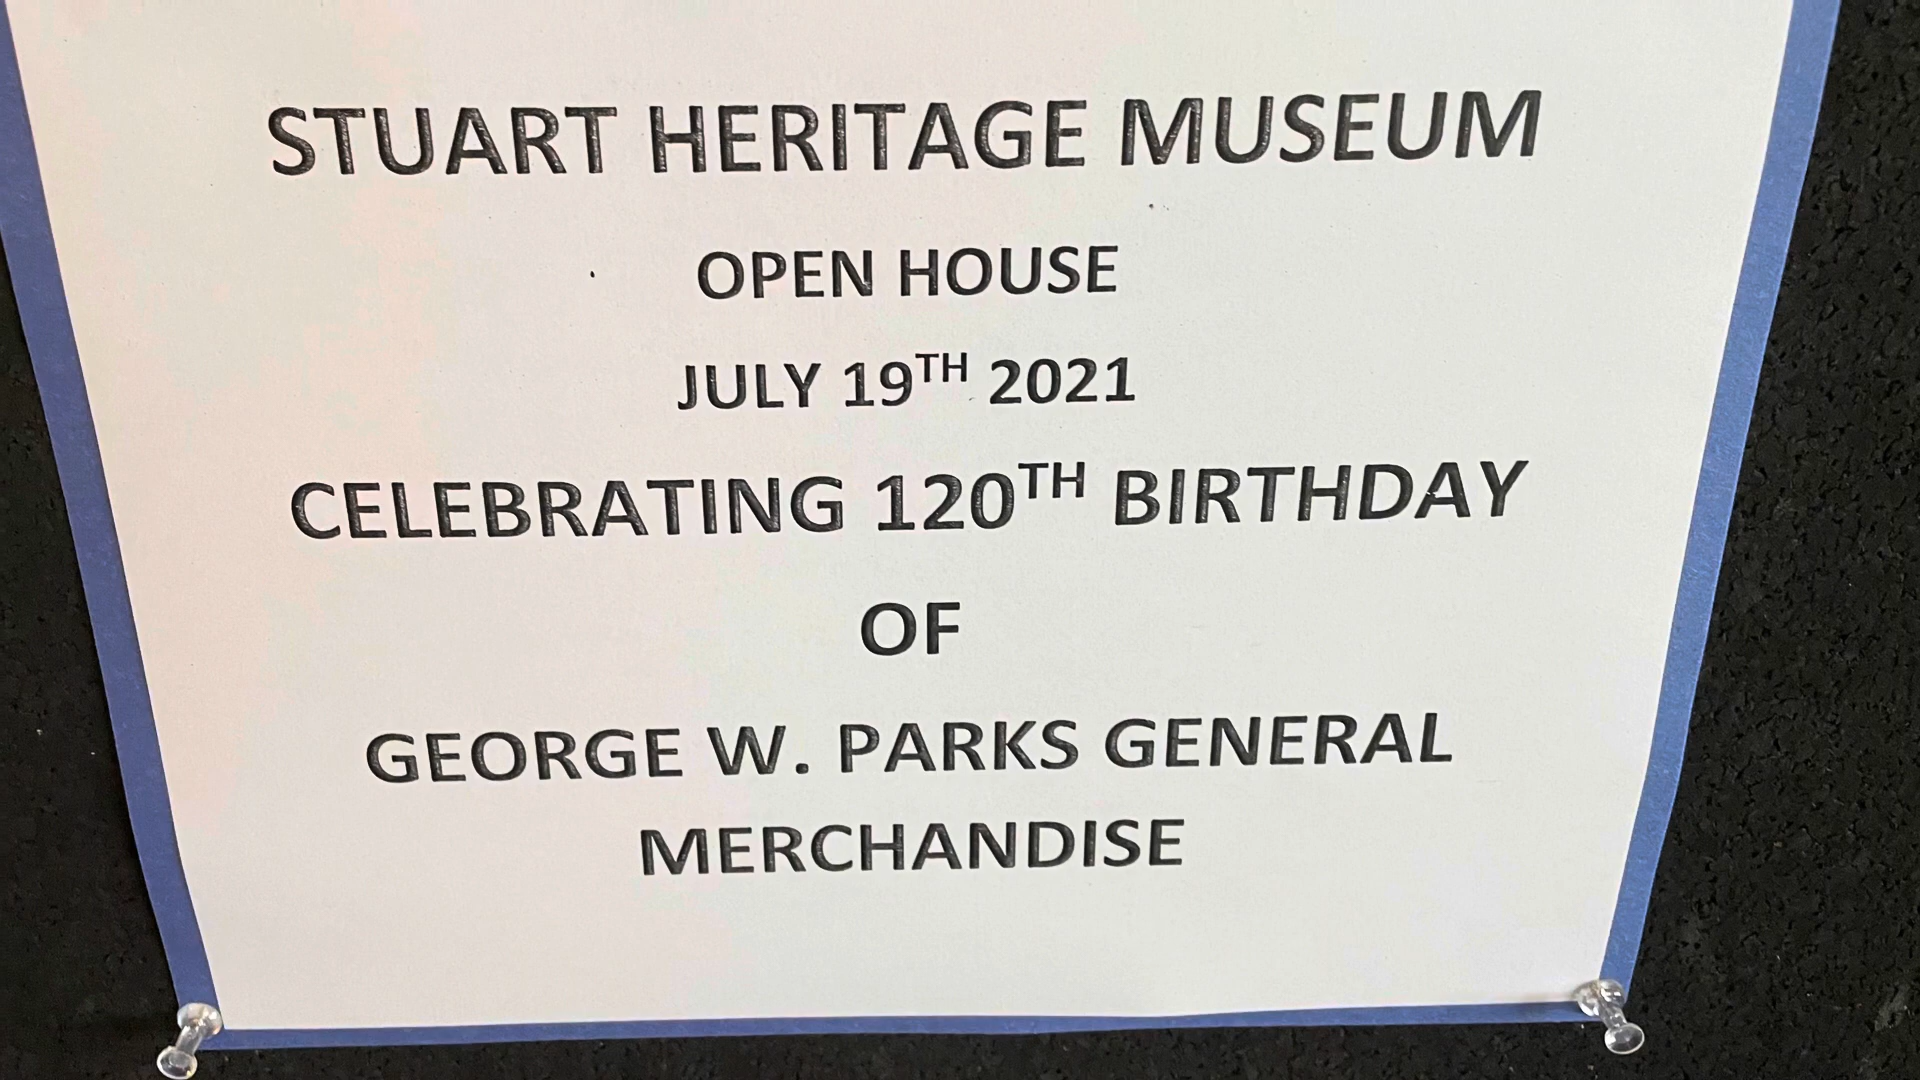 STUART HERITAGE MUSEUM
OPEN HOUSE
JULY 19TH 2021
CELEBRATING 120TH BIRTHDAY
OF
GEORGE W. PARKS GENERAL
MERCHANDISE